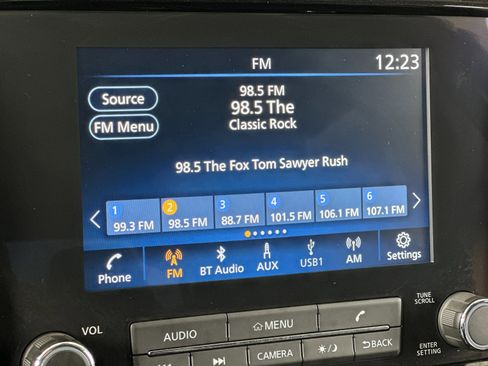 FM 12:23
Source
FM Menu
98.5 FM
98.5 The
Classic Rock
98.5 The Fox Tom Sawyer Rush
1 2 3 4 5 6
99.3 FM 98.5 FM 88.7 FM 101.5 FM 106.1 FM 107.1 FM
Phone FM BT Audio AUX USB1 AM Settings
VOL
AUDIO MENU
CAMERA BACK
TUNE
SCROLL
ENTER
SETTING